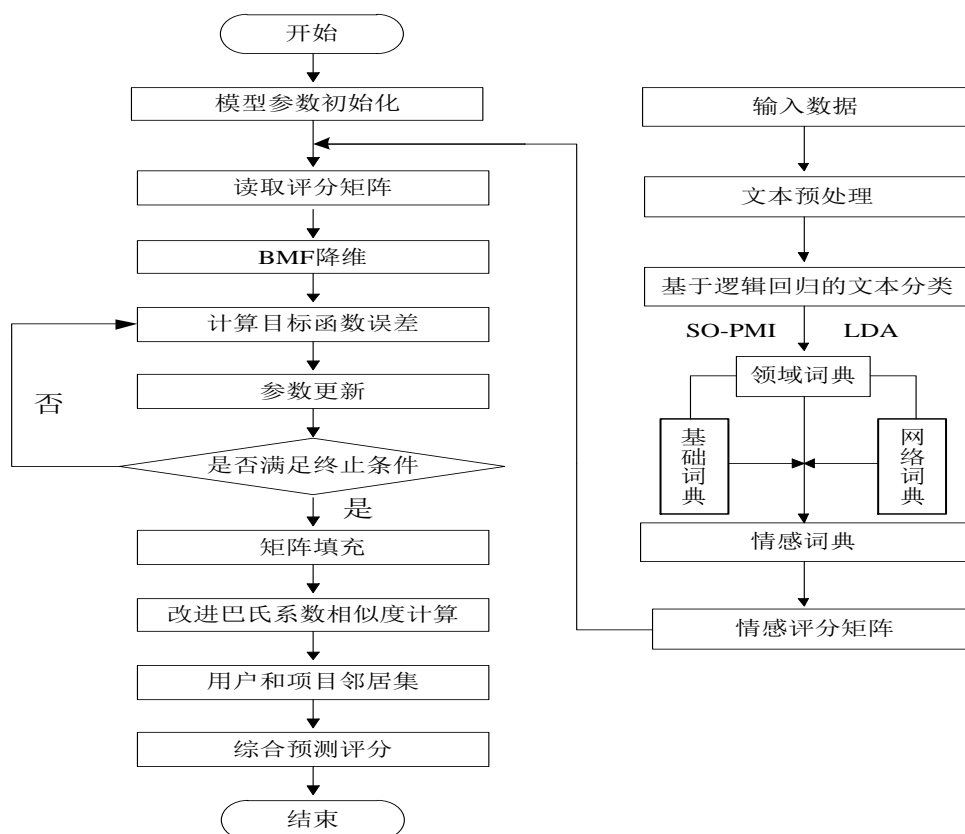 开始
模型参数初始化
读取评分矩阵
BMF降维
计算目标函数误差
参数更新
否
是否满足终止条件
是
矩阵填充
改进巴氏系数相似度计算
用户和项目邻居集
综合预测评分
结束
输入数据
文本预处理
基于逻辑回归的文本分类
SO-PMI LDA
领域词典
基础词典
网络词典
情感词典
情感评分矩阵